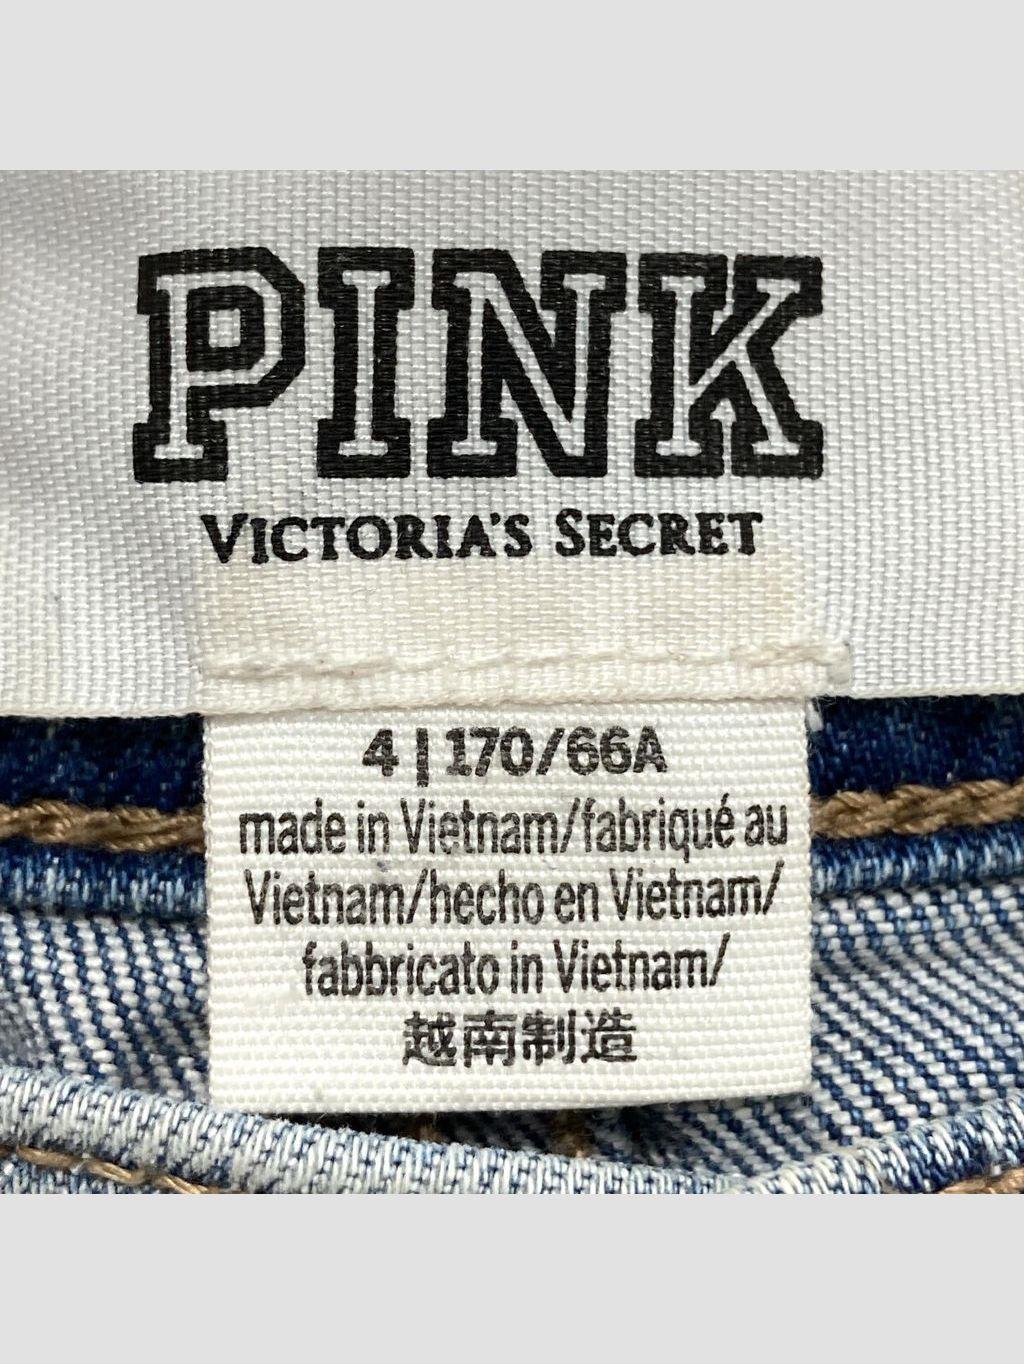 PINK
VICTORIA'S SECRET
4 | 170/66A
made in Vietnam/fabriqué au
Vietnam/hecho en Vietnam/
fabbricato in Vietnam/
越南制造